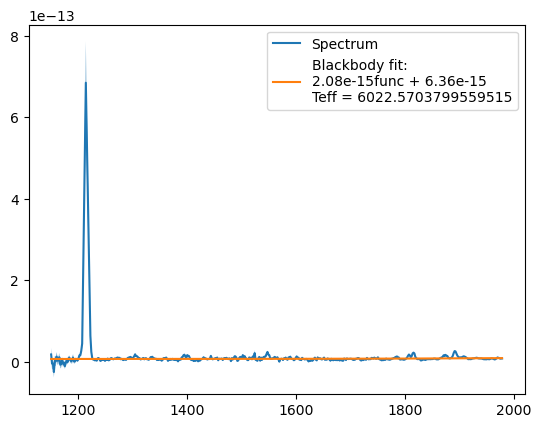 1e−13
8
6
4
2
0
1200
1400
1600
1800
2000
Spectrum
Blackbody fit:
2.08e-15func + 6.36e-15
Teff = 6022.5703799559515